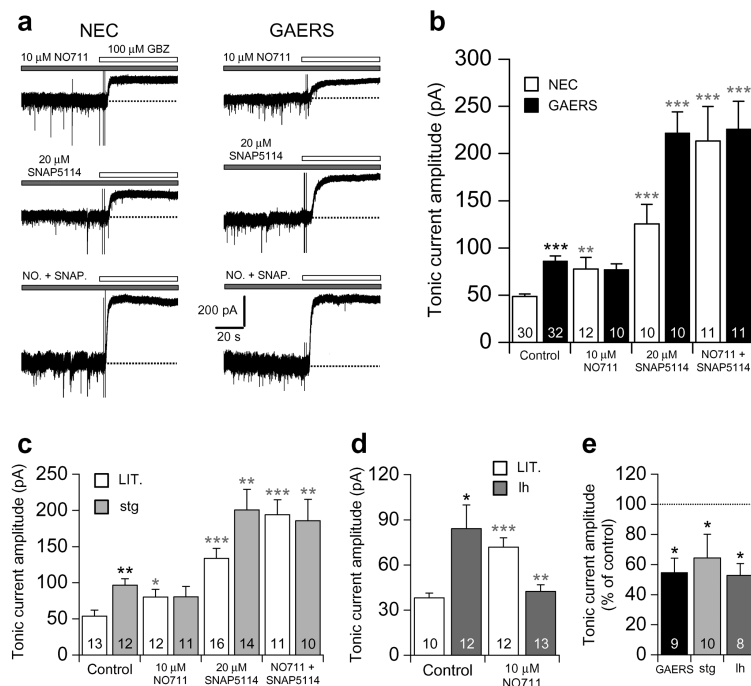 a
NEC
GAERS
10 μM NO711
100 μM GBZ
10 μM NO711
20 μM
SNAP5114
20 μM
SNAP5114
NO. + SNAP.
NO. + SNAP.
200 pA
20 s
b
Tonic current amplitude (pA)
300
250
200
150
100
50
0
NEC
GAERS
***
**
***
***
***
***
30
32
12
10
10
10
11
11
Control
10 μM
NO711
20 μM
SNAP5114
NO711 +
SNAP5114
c
Tonic current amplitude (pA)
250
200
150
100
50
0
LIT.
stg
**
*
***
**
***
**
13
12
12
11
16
14
11
10
Control
10 μM
NO711
20 μM
SNAP5114
NO711 +
SNAP5114
d
Tonic current amplitude (pA)
120
90
60
30
0
LIT.
lh
*
***
**
10
12
12
13
Control
10 μM
NO711
e
Tonic current amplitude
(% of control)
120
100
80
60
40
20
0
*
*
*
9
10
8
GAERS
stg
lh